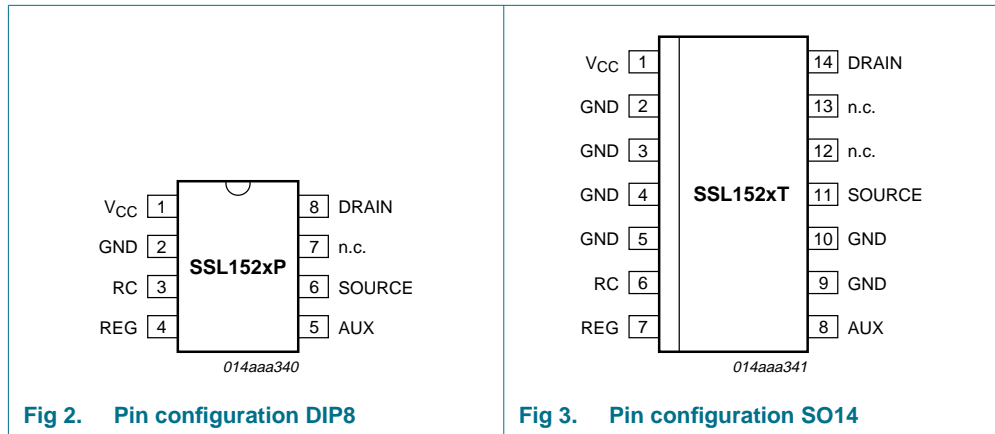 VCC 1
GND 2
RC 3
REG 4
SSL152xP
8 DRAIN
7 n.c.
6 SOURCE
5 AUX
014aaa340
Fig 2. Pin configuration DIP8
VCC 1
GND 2
GND 3
GND 4
GND 5
RC 6
REG 7
SSL152xT
14 DRAIN
13 n.c.
12 n.c.
11 SOURCE
10 GND
9 GND
8 AUX
014aaa341
Fig 3. Pin configuration SO14